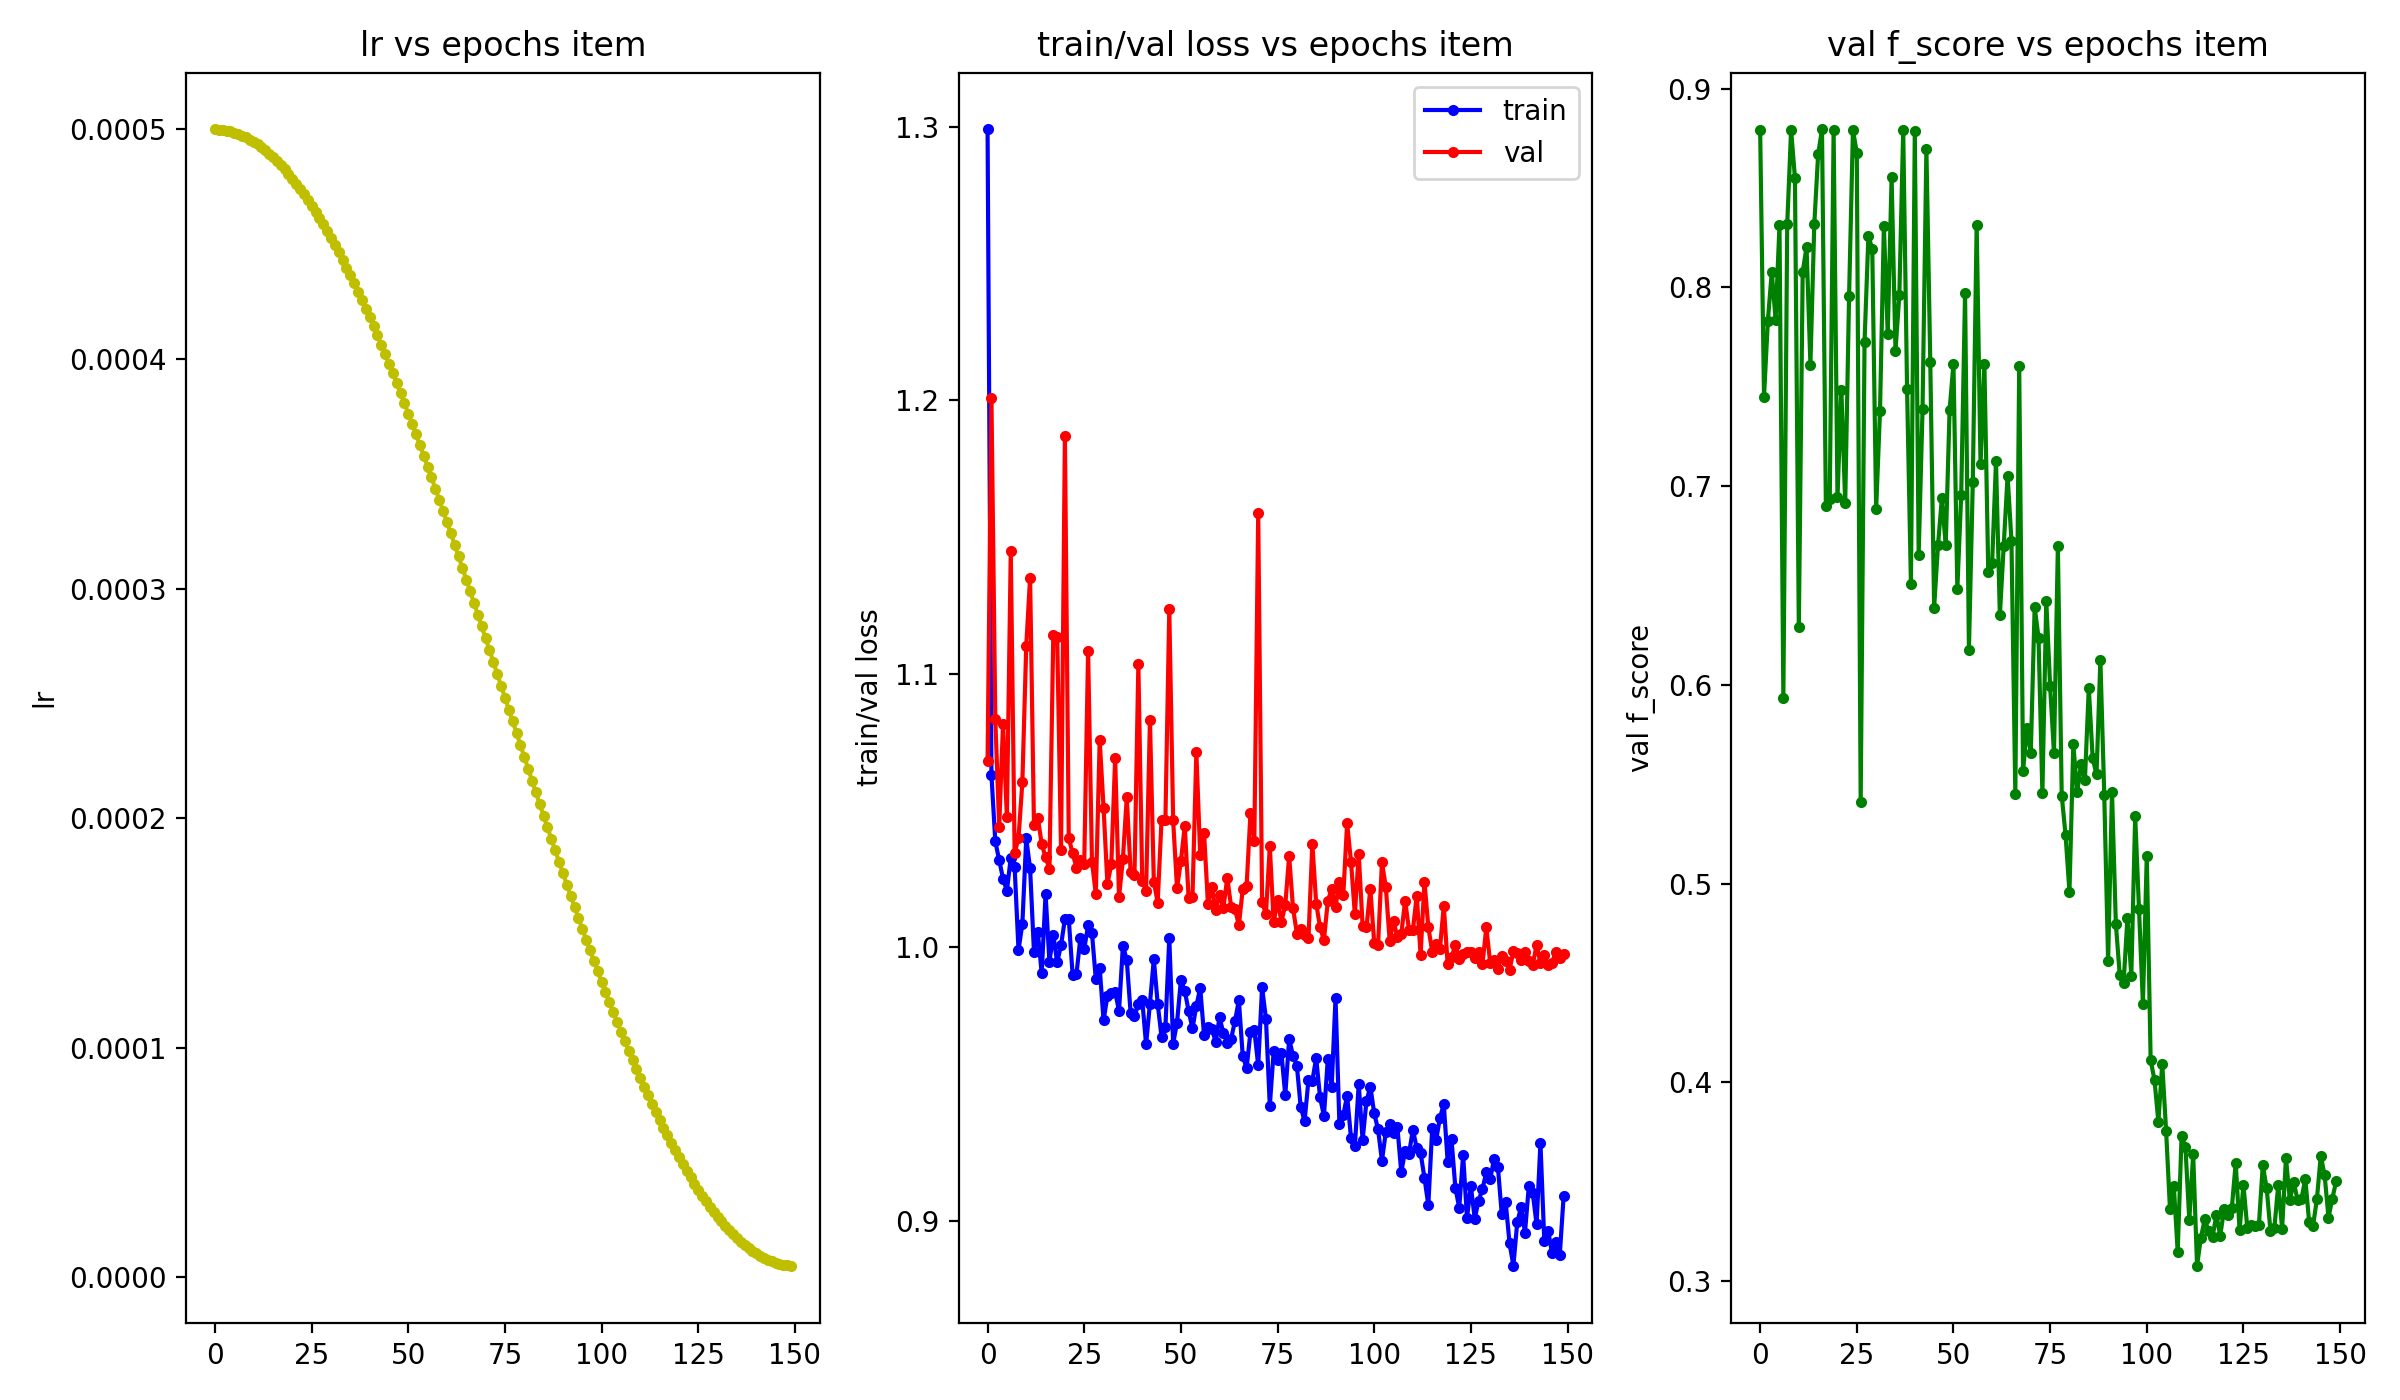 lr vs epochs item
0.0005
0.0004
0.0003
0.0002
0.0001
0.0000
lr
0 25 50 75 100 125 150
train/val loss vs epochs item
train
val
1.3
1.2
1.1
1.0
0.9
train/val loss
0 25 50 75 100 125 150
val f_score vs epochs item
0.9
0.8
0.7
0.6
0.5
0.4
0.3
val f_score
0 25 50 75 100 125 150